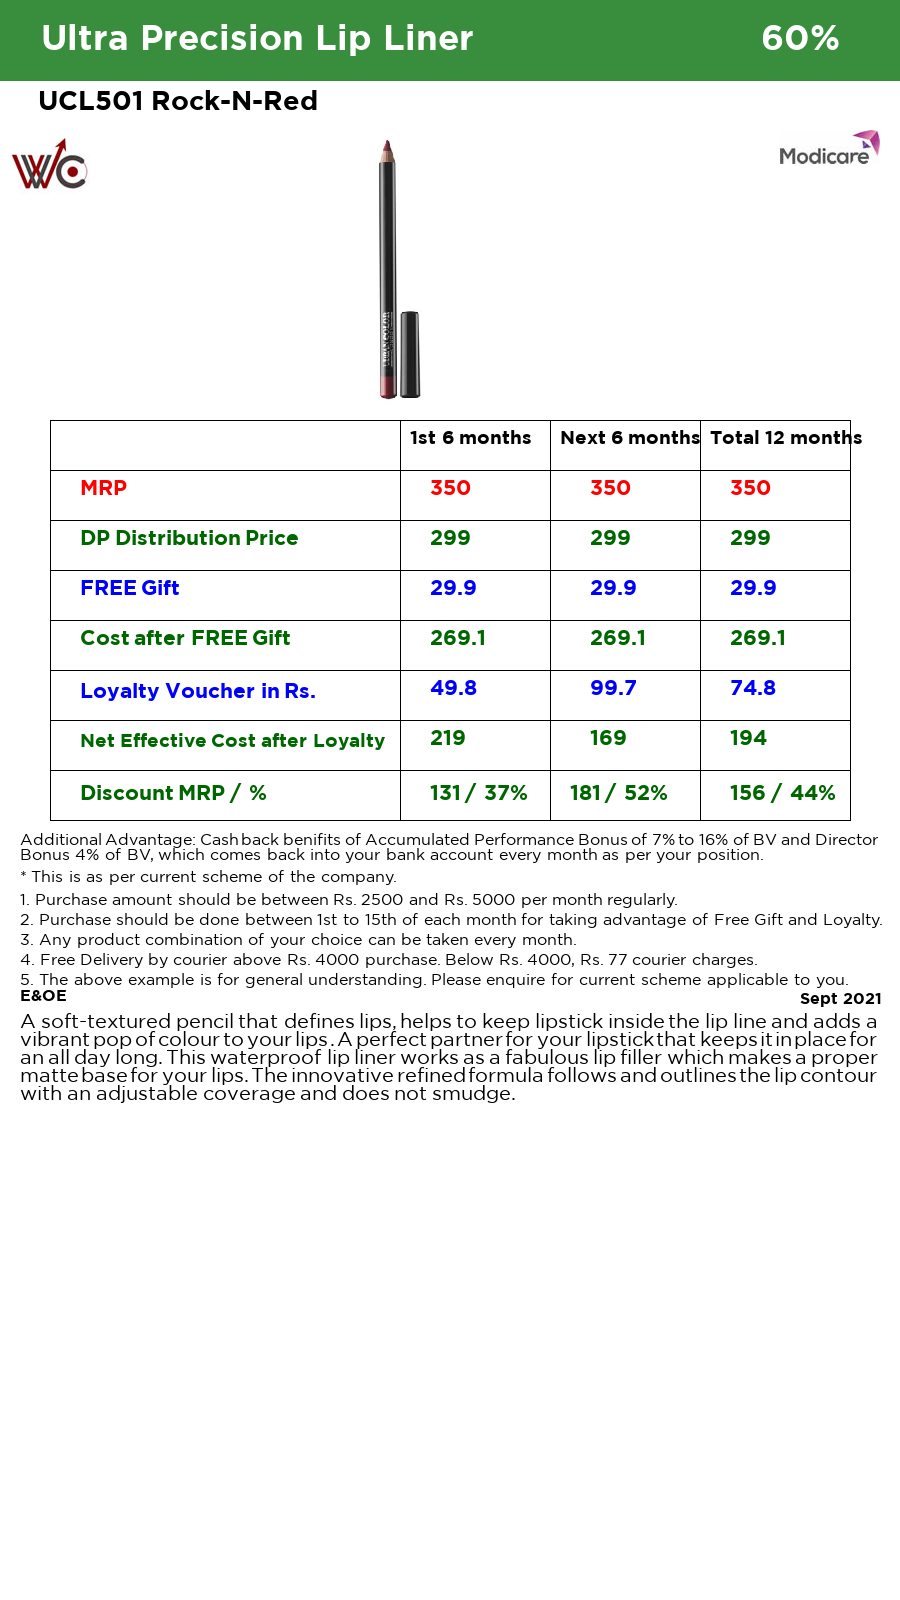 Ultra Precision Lip Liner 60%
UCL501 Rock-N-Red
WC
Modicare
1st 6 months Next 6 months Total 12 months
MRP 350 350 350
DP Distribution Price 299 299 299
FREE Gift 29.9 29.9 29.9
Cost after FREE Gift 269.1 269.1 269.1
Loyalty Voucher in Rs. 49.8 99.7 74.8
Net Effective Cost after Loyalty 219 169 194
Discount MRP / % 131 / 37% 181 / 52% 156 / 44%
Additional Advantage: Cash back benifits of Accumulated Performance Bonus of 7% to 16% of BV and Director
Bonus 4% of BV, which comes back into your bank account every month as per your position.
* This is as per current scheme of the company.
1. Purchase amount should be between Rs. 2500 and Rs. 5000 per month regularly.
2. Purchase should be done between 1st to 15th of each month for taking advantage of Free Gift and Loyalty.
3. Any product combination of your choice can be taken every month.
4. Free Delivery by courier above Rs. 4000 purchase. Below Rs. 4000, Rs. 77 courier charges.
5. The above example is for general understanding. Please enquire for current scheme applicable to you.
E&OE Sept 2021
A soft-textured pencil that defines lips, helps to keep lipstick inside the lip line and adds a
vibrant pop of colour to your lips . A perfect partner for your lipstick that keeps it in place for
an all day long. This waterproof lip liner works as a fabulous lip filler which makes a proper
matte base for your lips. The innovative refined formula follows and outlines the lip contour
with an adjustable coverage and does not smudge.